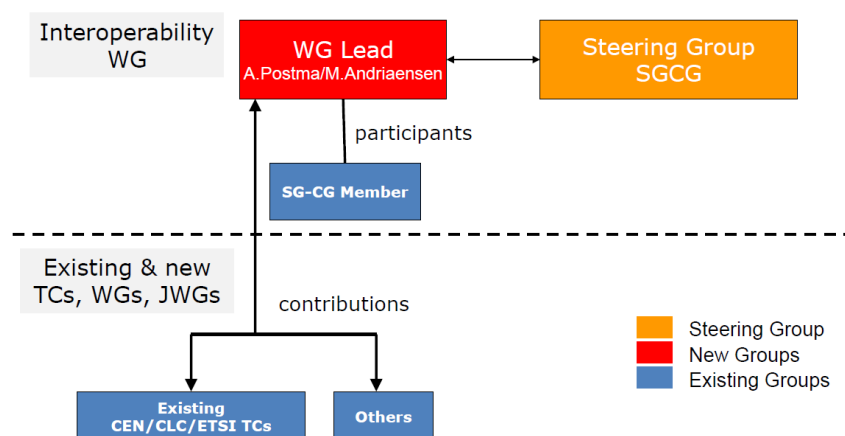 Interoperability
WG
WG Lead
A.Postma/M.Andriaensen
Steering Group
SGCG
participants
SG-CG Member
Existing & new
TCs, WGs, JWGs
contributions
Existing
CEN/CLC/ETSI TCs
Others
Steering Group
New Groups
Existing Groups